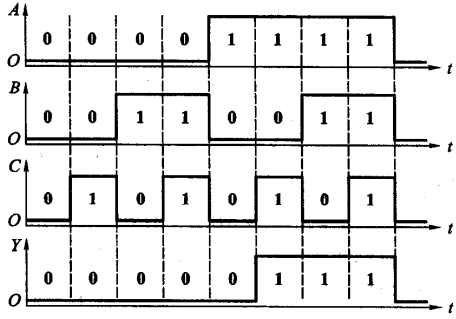 A
0 0 0 0 1 1 1 1
O t
B
0 0 1 1 0 0 1 1
O t
C
0 1 0 1 0 1 0 1
O t
Y
0 0 0 0 0 1 1 1
O t